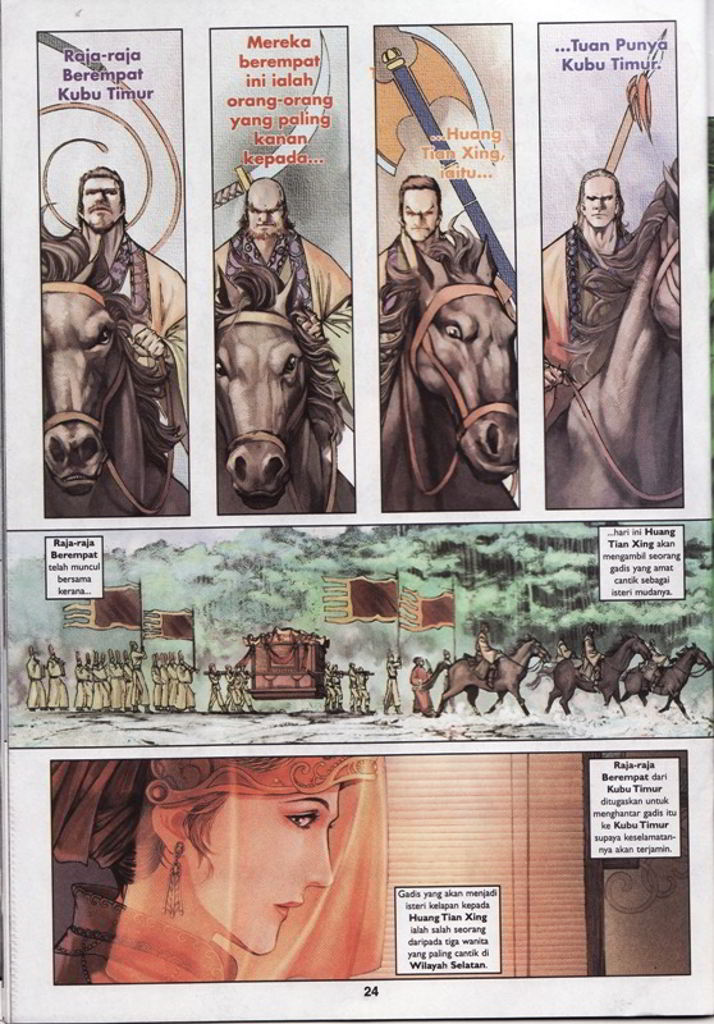 Raja-raja
Berempat
Kubu Timur
Mereka
berempat
ini ialah
orang-orang
yang paling
kanan
kepada...
...Huang
Tian Xing,
iaitu...
...Tuan Punya
Kubu Timur.
Raja-raja
Berempat
telah muncul
bersama
kerana...
...hari ini Huang
Tian Xing akan
mengambil seorang
gadis yang amat
cantik sebagai
isteri mudanya.
Raja-raja
Berempat dari
Kubu Timur
ditugaskan untuk
menghantar gadis itu
ke Kubu Timur
supaya keselamatan-
nya akan terjamin.
Gadis yang akan menjadi
isteri kelapan kepada
Huang Tian Xing
ialah salah seorang
daripada tiga wanita
yang paling cantik di
Wilayah Selatan.
24